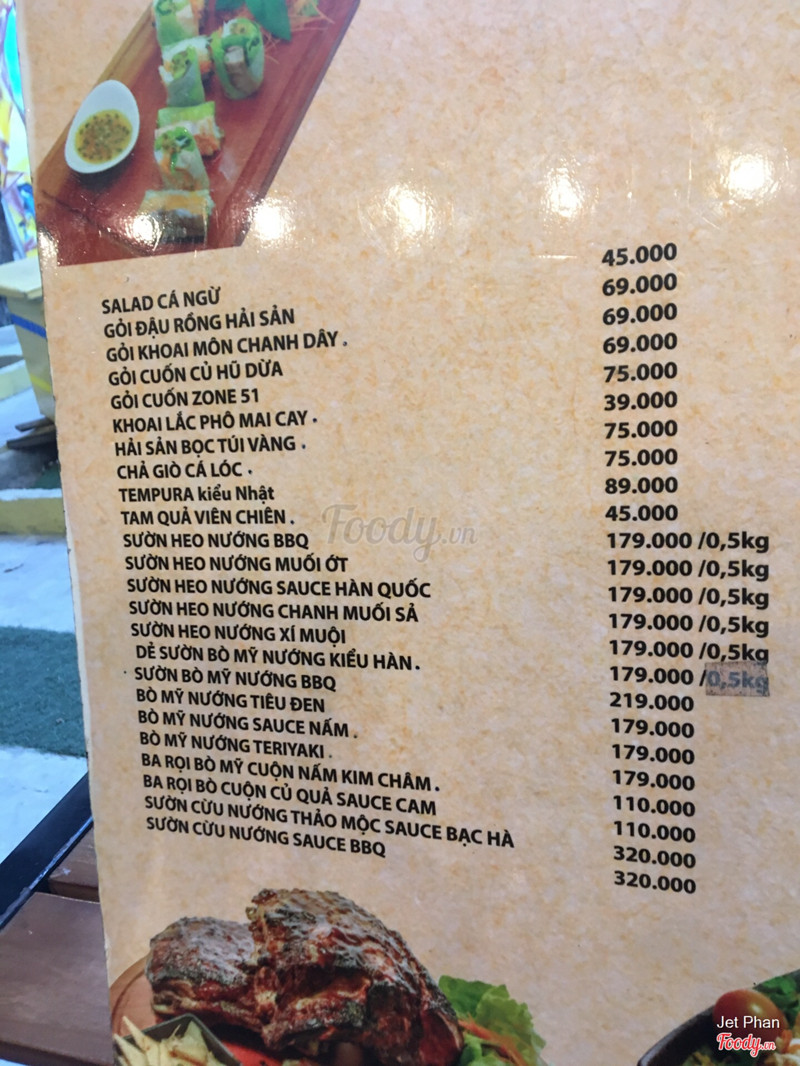 SALAD CÁ NGỪ 45.000
GỎI ĐẬU RỒNG HẢI SẢN 69.000
GỎI KHOAI MÔN CHANH DÂY. 69.000
GỎI CUỐN CỦ HŨ DỪA 69.000
GỎI CUỐN ZONE 51 75.000
KHOAI LẮC PHÔ MAI CAY. 39.000
HẢI SẢN BỌC TÚI VÀNG. 75.000
CHẢ GIÒ CÁ LÓC. 75.000
TEMPURA kiểu Nhật 89.000
TAM QUẢ VIÊN CHIÊN. 45.000
SƯỜN HEO NƯỚNG BBQ 179.000 /0,5kg
SƯỜN HEO NƯỚNG MUỐI ỚT 179.000 /0,5kg
SƯỜN HEO NƯỚNG SAUCE HÀN QUỐC 179.000 /0,5kg
SƯỜN HEO NƯỚNG CHANH MUỐI SẢ 179.000 /0,5kg
SƯỜN HEO NƯỚNG XÍ MUỘI 179.000 /0,5kg
DẺ SƯỜN BÒ MỸ NƯỚNG KIỂU HÀN. 179.000 /0,5kg
SƯỜN BÒ MỸ NƯỚNG BBQ 219.000
BÒ MỸ NƯỚNG TIÊU ĐEN 179.000
BÒ MỸ NƯỚNG SAUCE NẤM. 179.000
BÒ MỸ NƯỚNG TERIYAKI. 179.000
BA RỌI BÒ MỸ CUỘN NẤM KIM CHÂM. 110.000
BA RỌI BÒ CUỘN CỦ QUẢ SAUCE CAM 110.000
SƯỜN CỪU NƯỚNG THẢO MỘC SAUCE BẠC HÀ 320.000
SƯỜN CỪU NƯỚNG SAUCE BBQ 320.000
Foody.vn
Jet Phan
Foody.vn